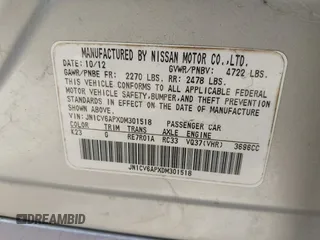 MANUFACTURED BY NISSAN MOTOR CO.,LTD.
DATE: 10/12 GVWR/PNBV: 4722 LBS.
GAWR/PNBE FR: 2270 LBS. RR: 2478 LBS.
THIS VEHICLE CONFORMS TO ALL APPLICABLE FEDERAL
MOTOR VEHICLE SAFETY,BUMPER,AND THEFT PREVENTION
STANDARDS IN EFFECT ON THE DATE OF MANUFACTURE
SHOWN ABOVE.
VIN: JN1CV6APXDM301518 PASSENGER CAR
COLOR TRIM TRANS AXLE ENGINE
K23 G RE7R01A RC33 VQ37(VHR) 3696CC
JN1CV6APXDM301518
DREAMBID